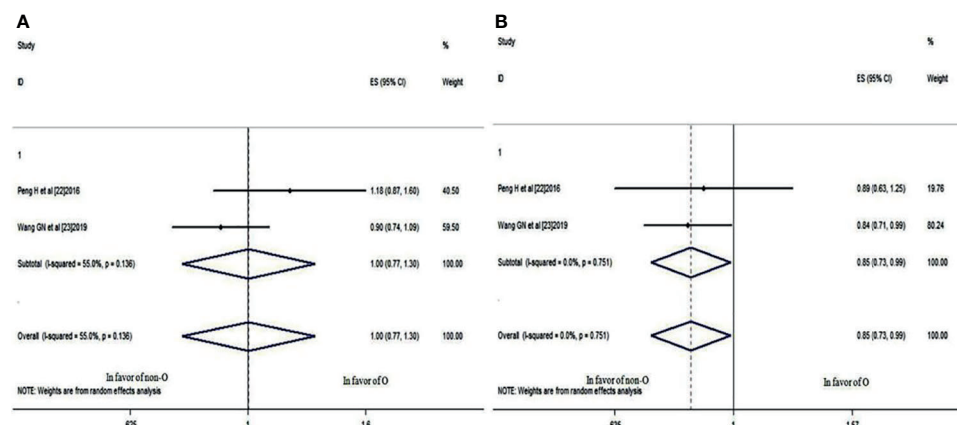 A
Study %
ID ES (95% CI) Weight
1
Peng H et al [22]2016 1.18 (0.87, 1.60) 40.50
Wang GN et al [23]2019 0.90 (0.74, 1.09) 59.50
Subtotal (I-squared = 55.0%, p = 0.136) 1.00 (0.77, 1.30) 100.00
.
Overall (I-squared = 55.0%, p = 0.136) 1.00 (0.77, 1.30) 100.00
In favor of non-O In favor of O
NOTE: Weights are from random effects analysis
.625 1 1.6
B
Study %
ID ES (95% CI) Weight
1
Peng H et al [22]2016 0.89 (0.63, 1.25) 19.76
Wang GN et al [23]2019 0.84 (0.71, 0.99) 80.24
Subtotal (I-squared = 0.0%, p = 0.751) 0.85 (0.73, 0.99) 100.00
.
Overall (I-squared = 0.0%, p = 0.751) 0.85 (0.73, 0.99) 100.00
In favor of non-O In favor of O
NOTE: Weights are from random effects analysis
1 1.57